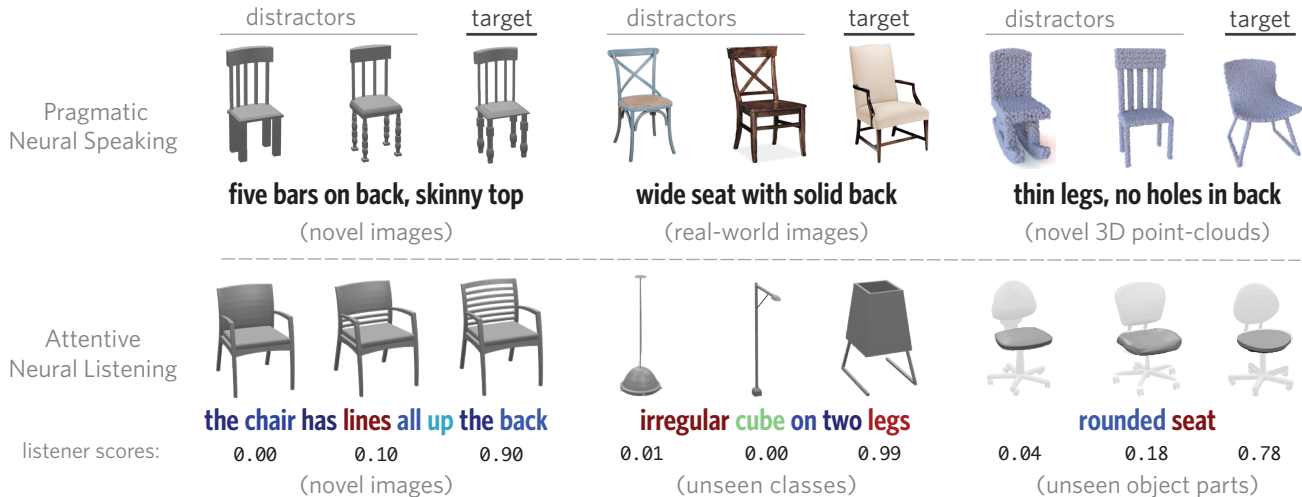 distractors target distractors target distractors target
Pragmatic
Neural Speaking
five bars on back, skinny top wide seat with solid back thin legs, no holes in back
(novel images) (real-world images) (novel 3D point-clouds)
Attentive
Neural Listening
the chair has lines all up the back irregular cube on two legs rounded seat
listener scores: 0.00 0.10 0.90 0.01 0.00 0.99 0.04 0.18 0.78
(novel images) (unseen classes) (unseen object parts)